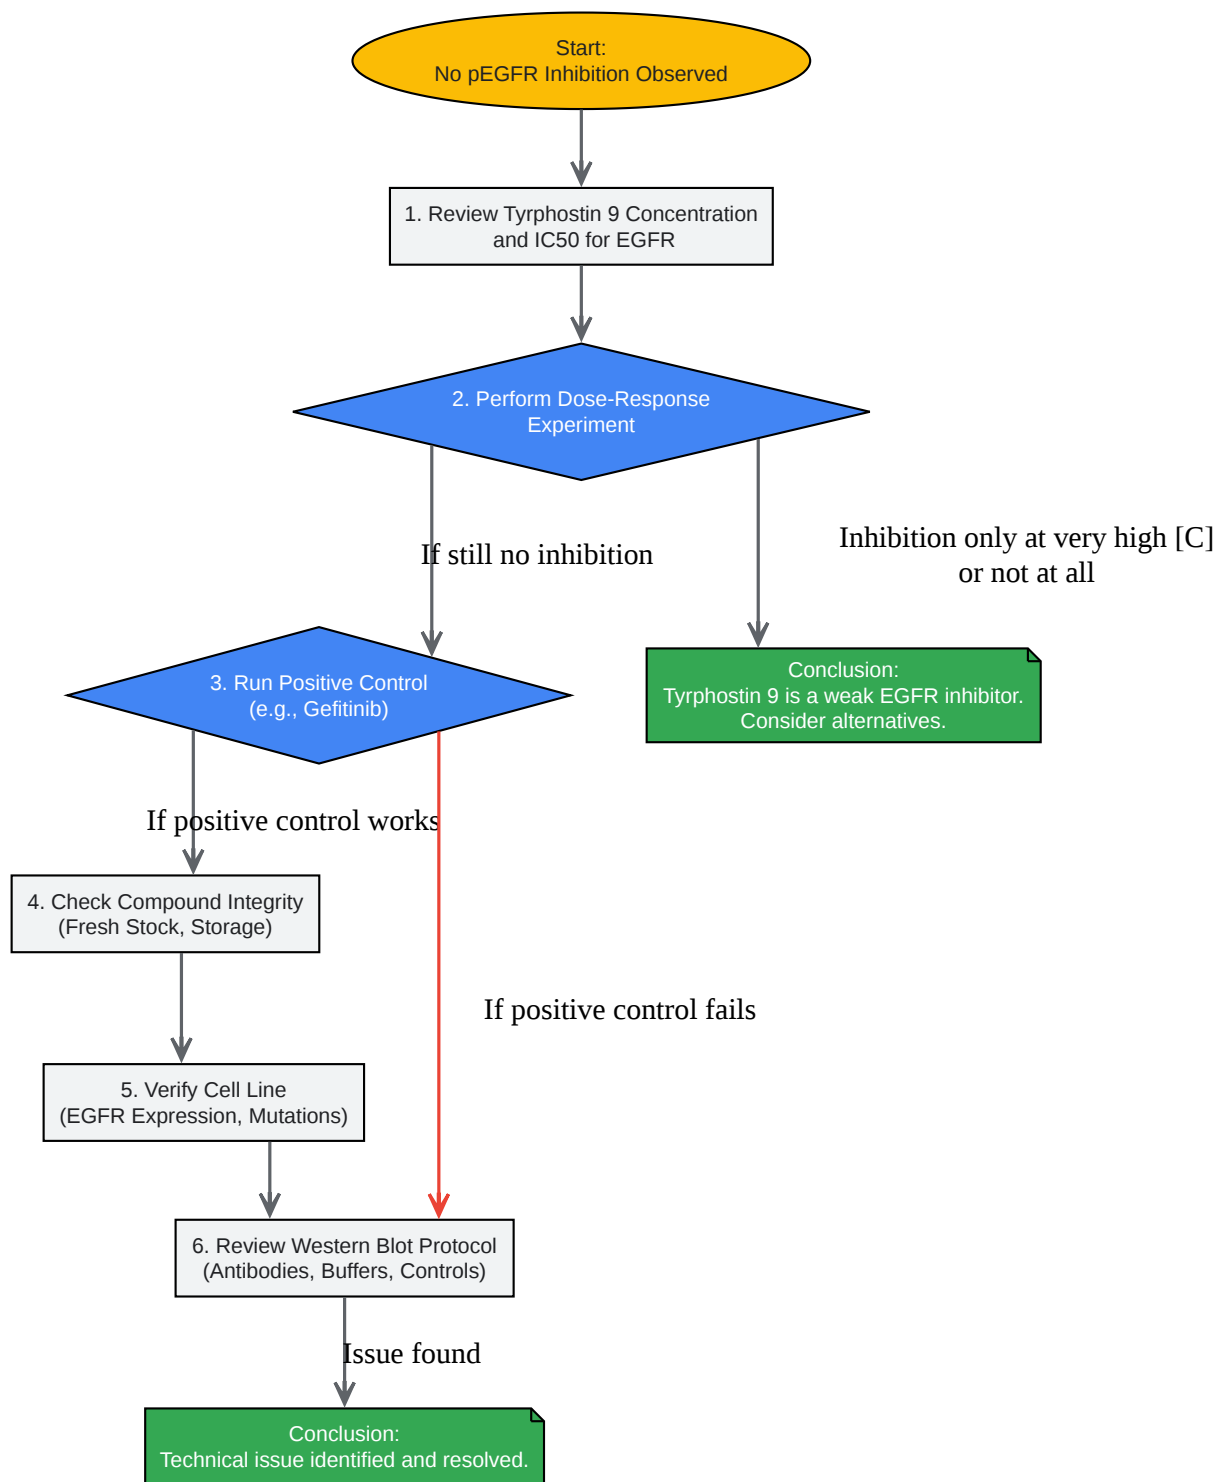 Start:
No pEGFR Inhibition Observed
1. Review Tyrphostin 9 Concentration
and IC50 for EGFR
2. Perform Dose-Response
Experiment
If still no inhibition
Inhibition only at very high [C]
or not at all
3. Run Positive Control
(e.g., Gefitinib)
Conclusion:
Tyrphostin 9 is a weak EGFR inhibitor.
Consider alternatives.
If positive control works
4. Check Compound Integrity
(Fresh Stock, Storage)
If positive control fails
5. Verify Cell Line
(EGFR Expression, Mutations)
6. Review Western Blot Protocol
(Antibodies, Buffers, Controls)
Issue found
Conclusion:
Technical issue identified and resolved.